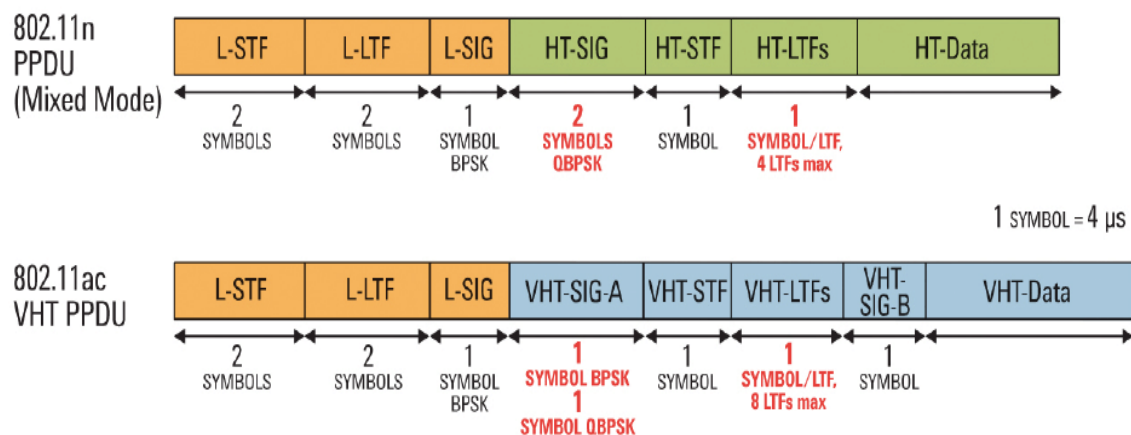 802.11n
PPDU
(Mixed Mode)
L-STF L-LTF L-SIG HT-SIG HT-STF HT-LTFs HT-Data
2 2 1 2 1 1
SYMBOLS SYMBOLS SYMBOL SYMBOLS SYMBOL SYMBOL/LTF,
BPSK QBPSK 4 LTFs max
1 SYMBOL = 4 µs
802.11ac
VHT PPDU
L-STF L-LTF L-SIG VHT-SIG-A VHT-STF VHT-LTFs VHT-
SIG-B VHT-Data
2 2 1 1 1 1 1
SYMBOLS SYMBOLS SYMBOL SYMBOL BPSK SYMBOL SYMBOL/LTF, SYMBOL
BPSK 1 8 LTFs max
SYMBOL QBPSK